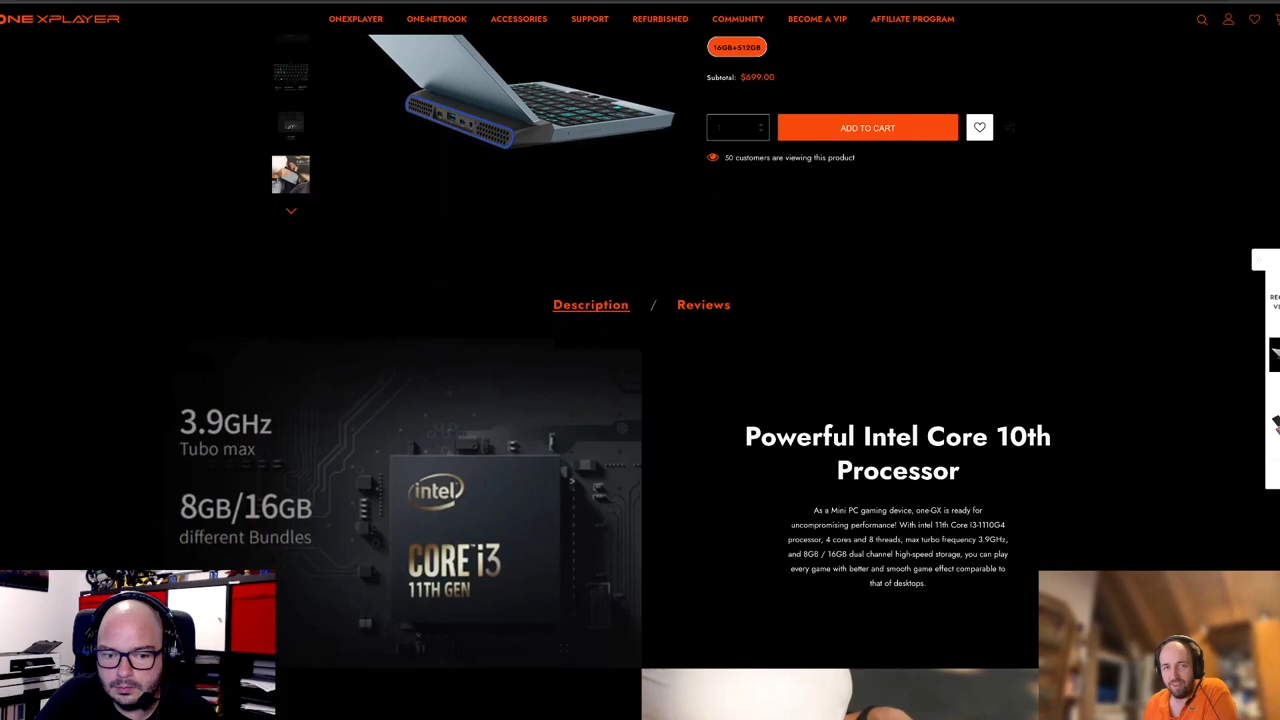 ONEXPLAYER
ONEXPLAYER ONE-NETBOOK ACCESSORIES SUPPORT REFURBISHED COMMUNITY BECOME A VIP AFFILIATE PROGRAM
16GB+512GB
Subtotal: $699.00
1
ADD TO CART
50 customers are viewing this product
Description / Reviews
3.9GHz
Tubo max
8GB/16GB
different Bundles
intel
CORE i3
11TH GEN
Powerful Intel Core 10th
Processor
As a Mini PC gaming device, one-GX is ready for
uncompromising performance! With intel 11th Core I3-1110G4
processor, 4 cores and 8 threads, max turbo frequency 3.9GHz,
and 8GB / 16GB dual channel high-speed storage, you can play
every game with better and smooth game effect comparable to
that of desktops.